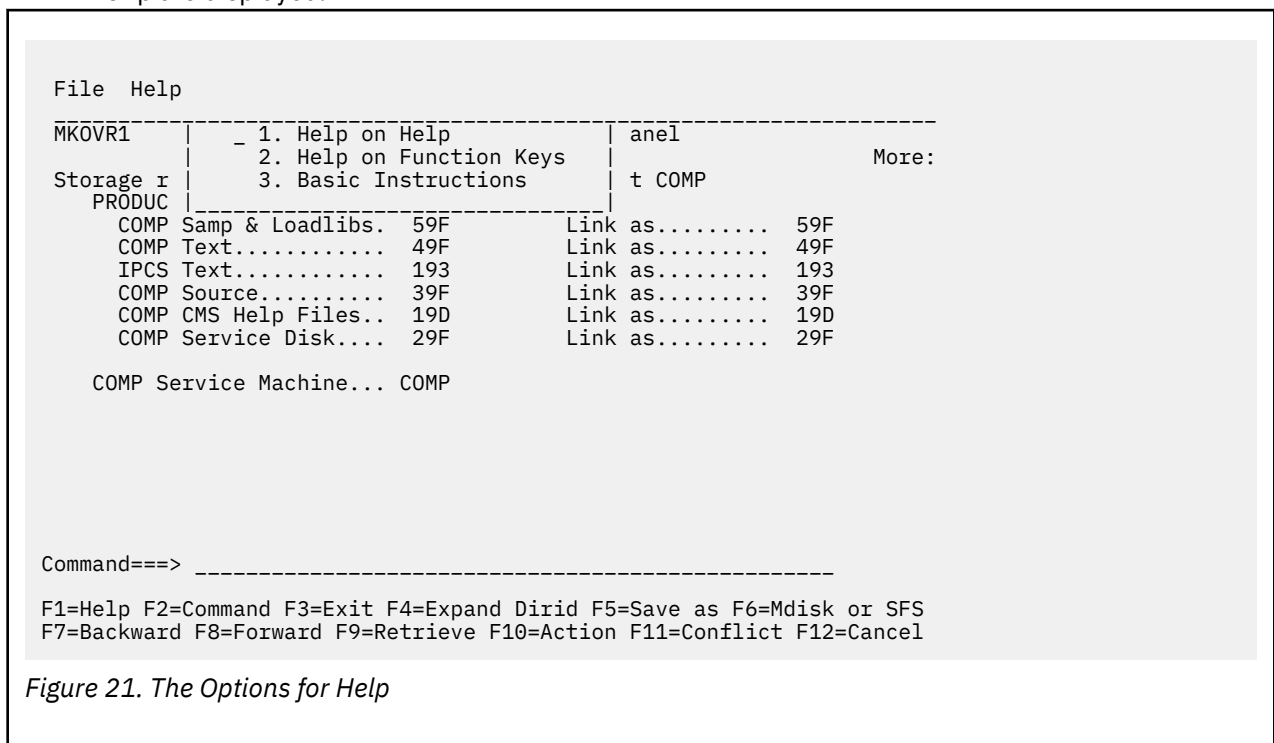 File  Help
_____________________________________________________________________
MKOVR1    |   _ 1. Help on Help            | anel
          |     2. Help on Function Keys   |                    More:
Storage r |     3. Basic Instructions      | t COMP
   PRODUC |________________________________|
     COMP Samp & Loadlibs.  59F         Link as.........  59F
     COMP Text............  49F         Link as.........  49F
     IPCS Text............  193         Link as.........  193
     COMP Source..........  39F         Link as.........  39F
     COMP CMS Help Files..  19D         Link as.........  19D
     COMP Service Disk....  29F         Link as.........  29F
   COMP Service Machine... COMP
Command===> __________________________________________________
F1=Help F2=Command F3=Exit F4=Expand Dirid F5=Save as F6=Mdisk or SFS
F7=Backward F8=Forward F9=Retrieve F10=Action F11=Conflict F12=Cancel
Figure 21. The Options for Help